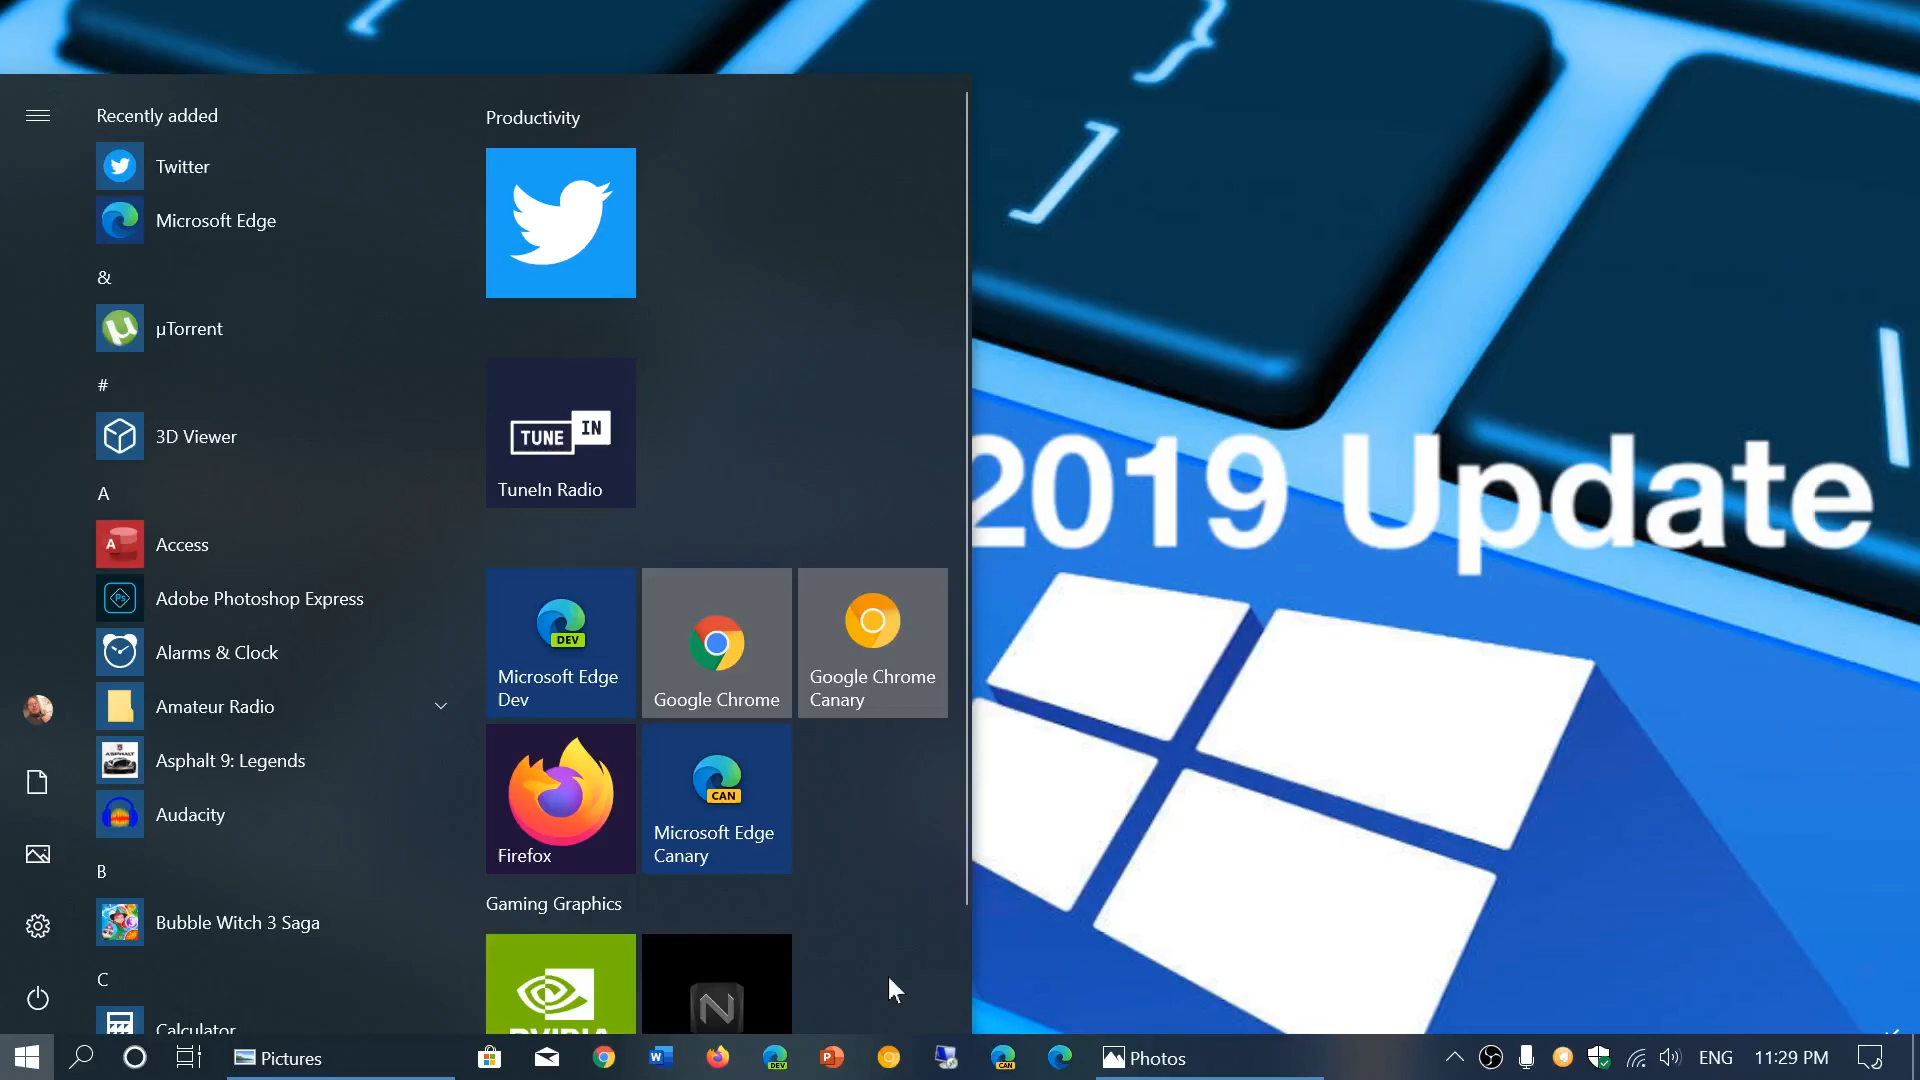 Recently added
Twitter
Microsoft Edge
&
µTorrent
#
3D Viewer
A
Access
Adobe Photoshop Express
Alarms & Clock
Amateur Radio
Asphalt 9: Legends
Audacity
B
Bubble Witch 3 Saga
C
Calculator
Productivity
TUNE IN
TuneIn Radio
DEV
Microsoft Edge
Dev
Google Chrome
Google Chrome
Canary
Firefox
CAN
Microsoft Edge
Canary
Gaming Graphics
NVIDIA
N
}
]
2019 Update
Pictures
Photos
ENG
11:29 PM